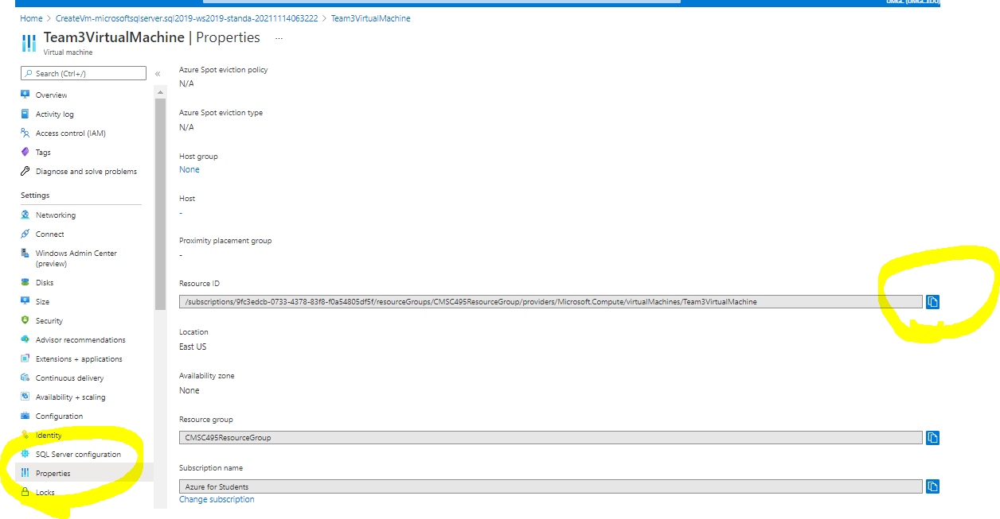 UMGC (UMGC.EDU)
Home > CreateVm-microsoftsqlserver.sql2019-ws2019-standa-20211114063222 > Team3VirtualMachine
Team3VirtualMachine | Properties ...
Virtual machine
Search (Ctrl+/)
«
Overview
Activity log
Access control (IAM)
Tags
Diagnose and solve problems
Settings
Networking
Connect
Windows Admin Center
(preview)
Disks
Size
Security
Advisor recommendations
Extensions + applications
Continuous delivery
Availability + scaling
Configuration
Identity
SQL Server configuration
Properties
Locks
Azure Spot eviction policy
N/A
Azure Spot eviction type
N/A
Host group
None
Host
-
Proximity placement group
-
Resource ID
/subscriptions/9fc3edcb-0733-4378-83f8-f0a54805df5f/resourceGroups/CMSC495ResourceGroup/providers/Microsoft.Compute/virtualMachines/Team3VirtualMachine
Location
East US
Availability zone
None
Resource group
CMSC495ResourceGroup
Subscription name
Azure for Students
Change subscription